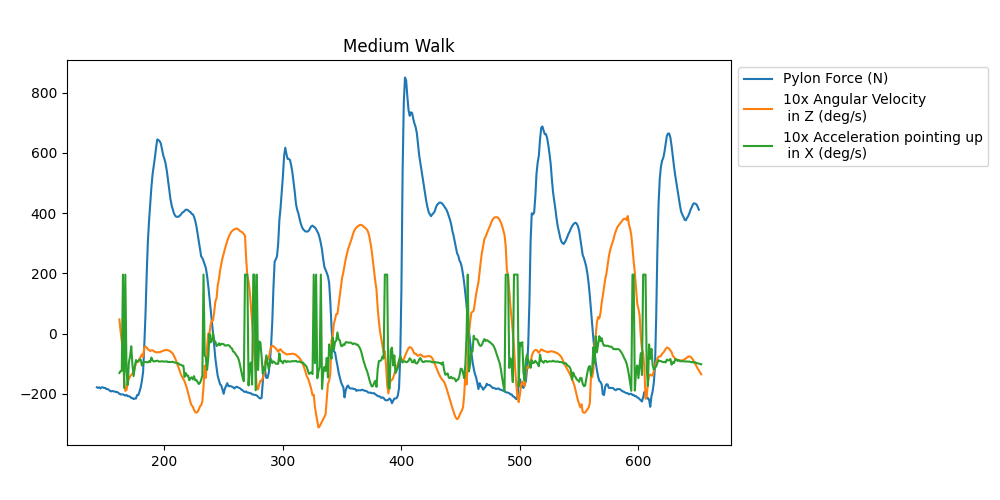 Medium Walk
Pylon Force (N)
10x Angular Velocity
in Z (deg/s)
10x Acceleration pointing up
in X (deg/s)
800
600
400
200
0
−200
200
300
400
500
600